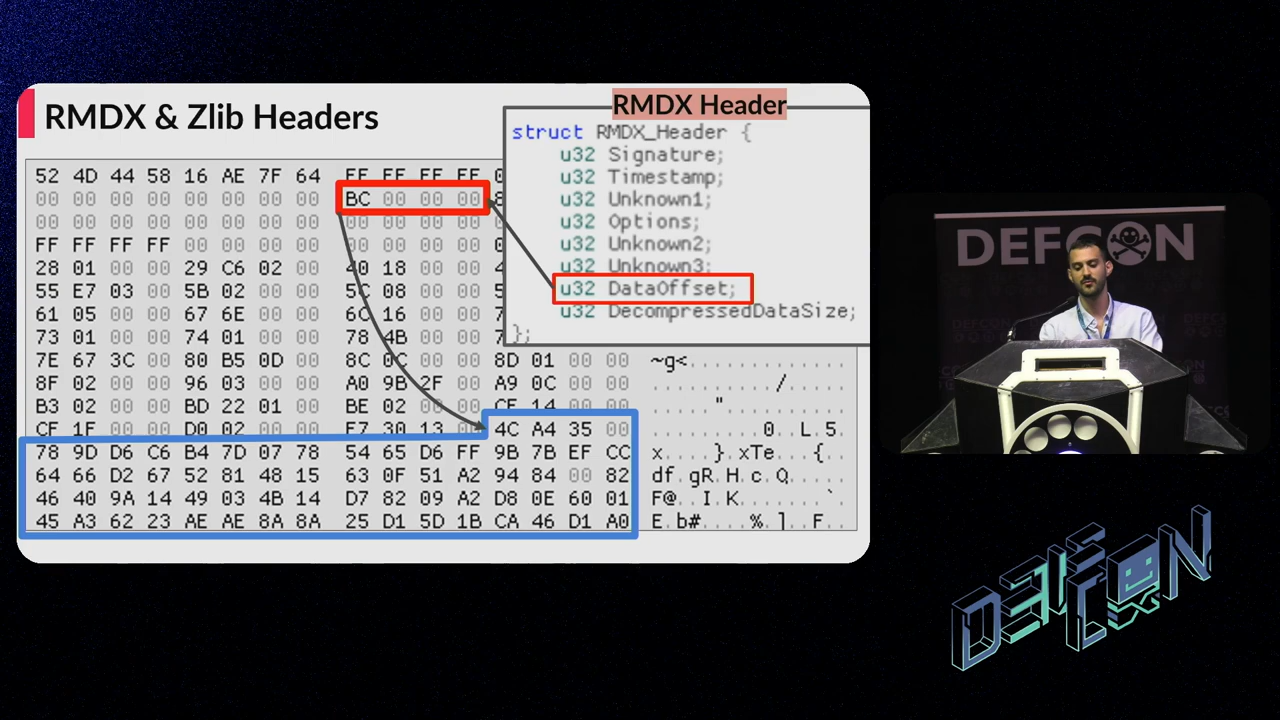 RMDX & Zlib Headers
RMDX Header
struct RMDX_Header {
u32 Signature;
u32 Timestamp;
u32 Unknown1;
u32 Options;
u32 Unknown2;
u32 Unknown3;
u32 DataOffset;
u32 DecompressedDataSize;
};
52 4D 44 58 16 AE 7F 64 FF FF FF FF
00 00 00 00 00 00 00 00 BC 00 00 00
00 00 00 00 00 00 00 00 00 00 00 00
FF FF FF FF 00 00 00 00 00 00 00 00
28 01 00 00 29 C6 02 00 40 18 00 00
55 E7 03 00 5B 02 00 00 5C 08 00 00
61 05 00 00 67 6E 00 00 6C 16 00 00
73 01 00 00 74 01 00 00 78 4B 00 00
7E 67 3C 00 80 B5 0D 00 8C 0C 00 00 8D 01 00 00 ~g<.............
8F 02 00 00 96 03 00 00 A0 9B 2F 00 A9 0C 00 00 ........../.....
B3 02 00 00 BD 22 01 00 BE 02 00 00 CE 14 00 00 ....."..........
CF 1F 00 00 D0 02 00 00 F7 30 13 00 4C A4 35 00 .........0..L.5.
78 9D D6 C6 B4 7D 07 78 54 65 D6 FF 9B 7B EF CC x....}.xTe...{..
64 66 D2 67 52 81 48 15 63 0F 51 A2 94 84 00 82 df.gR.H.c.Q.....
46 40 9A 14 49 03 4B 14 D7 82 09 A2 D8 0E 60 01 F@..I.K.......`.
45 A3 62 23 AE AE 8A 8A 25 D1 5D 1B CA 46 D1 A0 E.b#....%.]..F..
DEFCON
DEFCON